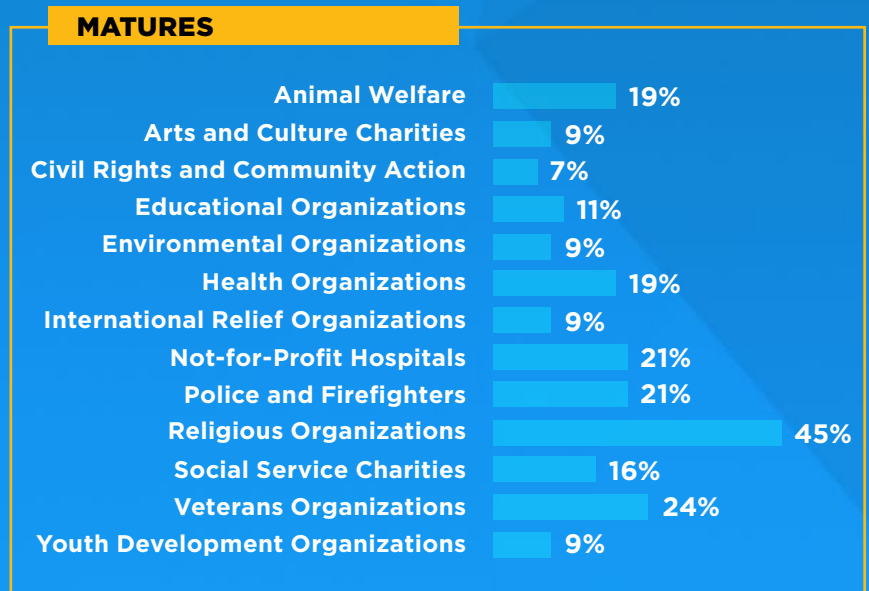 MATURES
Animal Welfare 19%
Arts and Culture Charities 9%
Civil Rights and Community Action 7%
Educational Organizations 11%
Environmental Organizations 9%
Health Organizations 19%
International Relief Organizations 9%
Not-for-Profit Hospitals 21%
Police and Firefighters 21%
Religious Organizations 45%
Social Service Charities 16%
Veterans Organizations 24%
Youth Development Organizations 9%